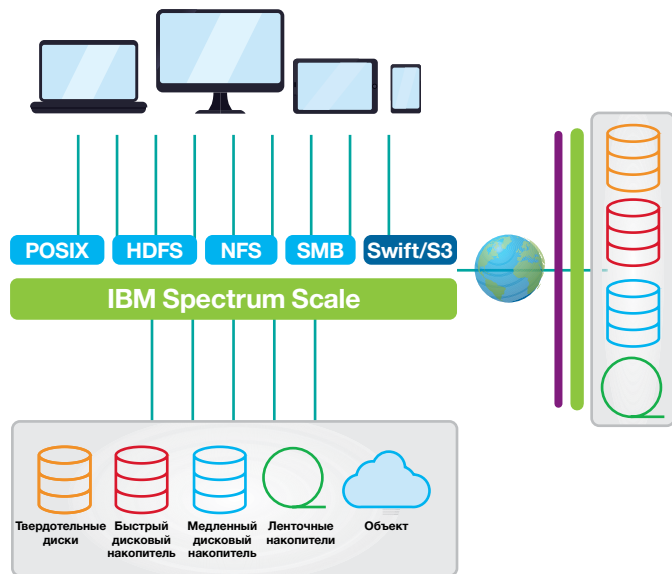 POSIX HDFS NFS SMB Swift/S3
IBM Spectrum Scale
Твердотельные
диски
Быстрый
дисковый
накопитель
Медленный
дисковый
накопитель
Ленточные
накопители
Объект